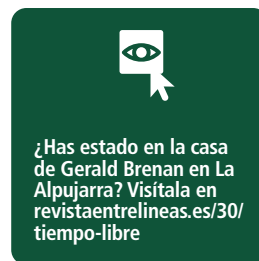 ¿Has estado en la casa
de Gerald Brenan en La
Alpujarra? Visítala en
revistaentrelineas.es/30/
tiempo-libre